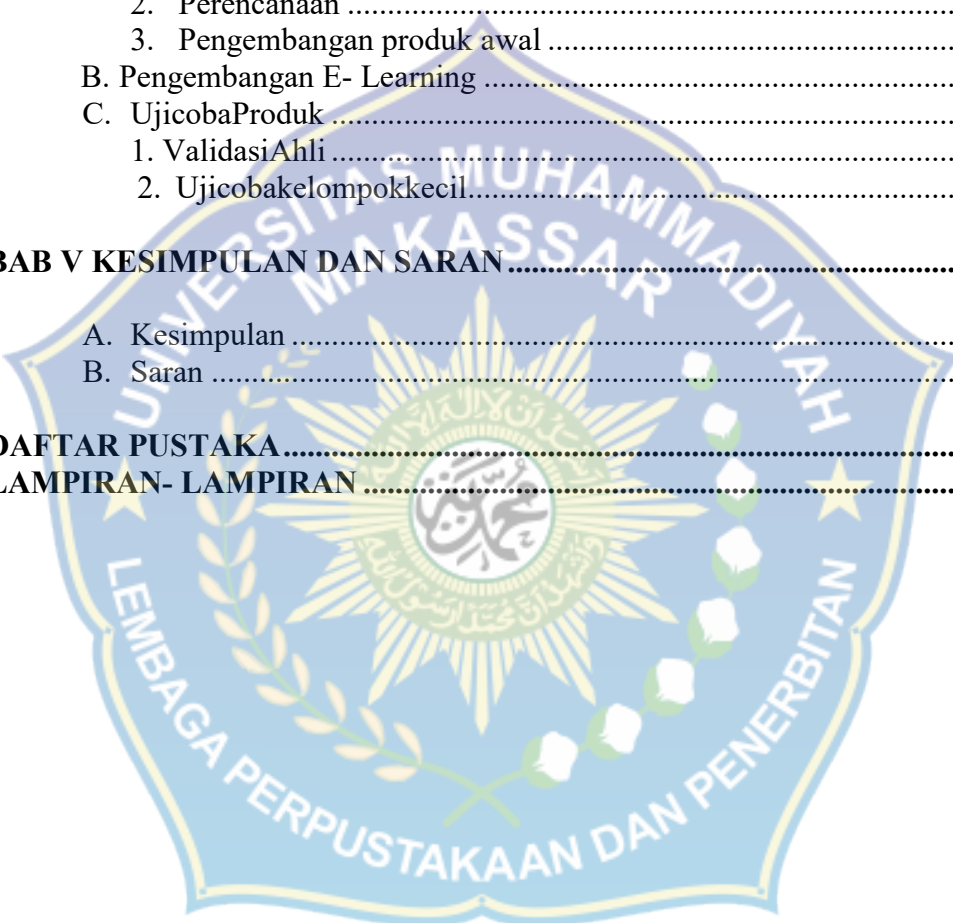 2. Perencanaan ........................................................................
3. Pengembangan produk awal ................................................
B. Pengembangan E- Learning .......................................................
C. UjicobaProduk ...........................................................................
1. ValidasiAhli ..........................................................................
2. Ujicobakelompokkecil..........................................................
BAB V KESIMPULAN DAN SARAN......................................................
A. Kesimpulan ................................................................................
B. Saran ..........................................................................................
DAFTAR PUSTAKA..................................................................................
LAMPIRAN- LAMPIRAN ........................................................................
UNIVERSITAS MUHAMMADIYAH
MAKASSAR
LEMBAGA PERPUSTAKAAN DAN PENERBITAN